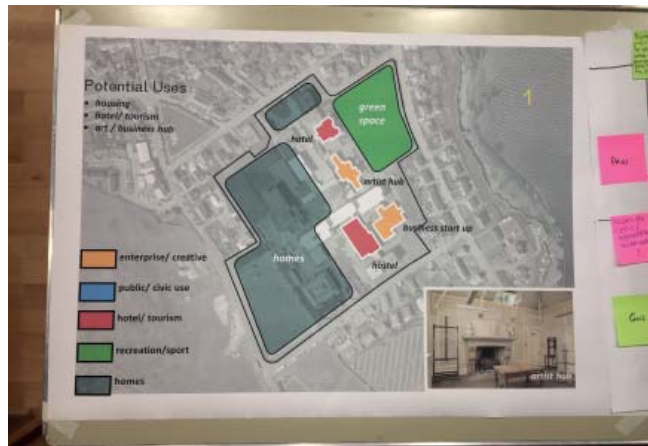 Potential Uses
• housing
• hotel/ tourism
• art / business hub
1
green
space
hotel
artist hub
business start up
homes
hostel
enterprise/ creative
public/ civic use
hotel/ tourism
recreation/sport
homes
artist hub